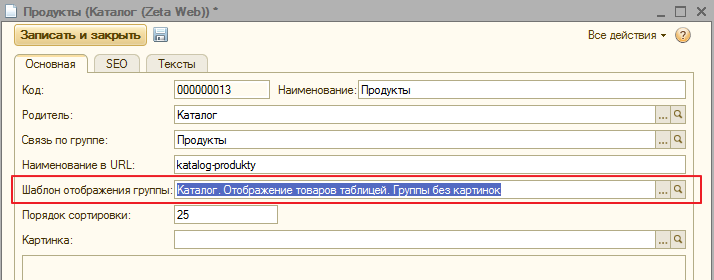 Продукты (Каталог (Zeta Web)) *
Записать и закрыть Все действия ?
Основная SEO Тексты
Код: 000000013 Наименование: Продукты
Родитель: Каталог ...
Связь по группе: Продукты ...
Наименование в URL: katalog-produkty
Шаблон отображения группы: Каталог. Отображение товаров таблицей. Группы без картинок ...
Порядок сортировки: 25
Картинка: ...